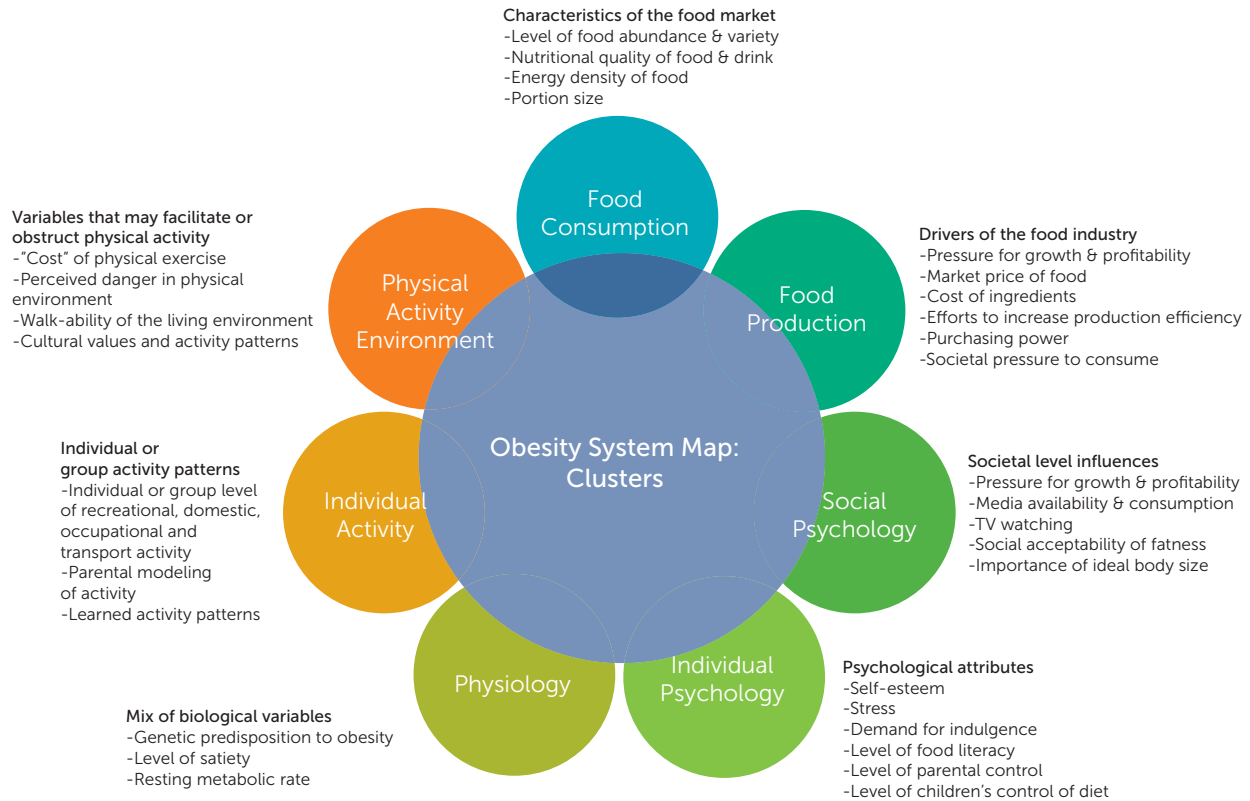 Characteristics of the food market
-Level of food abundance & variety
-Nutritional quality of food & drink
-Energy density of food
-Portion size
Food
Consumption
Variables that may facilitate or
obstruct physical activity
-"Cost" of physical exercise
-Perceived danger in physical
environment
-Walk-ability of the living environment
-Cultural values and activity patterns
Physical
Activity
Environment
Food
Production
Drivers of the food industry
-Pressure for growth & profitability
-Market price of food
-Cost of ingredients
-Efforts to increase production efficiency
-Purchasing power
-Societal pressure to consume
Obesity System Map:
Clusters
Individual or
group activity patterns
-Individual or group level
of recreational, domestic,
occupational and
transport activity
-Parental modeling
of activity
-Learned activity patterns
Individual
Activity
Social
Psychology
Societal level influences
-Pressure for growth & profitability
-Media availability & consumption
-TV watching
-Social acceptability of fatness
-Importance of ideal body size
Physiology
Mix of biological variables
-Genetic predisposition to obesity
-Level of satiety
-Resting metabolic rate
Individual
Psychology
Psychological attributes
-Self-esteem
-Stress
-Demand for indulgence
-Level of food literacy
-Level of parental control
-Level of children's control of diet